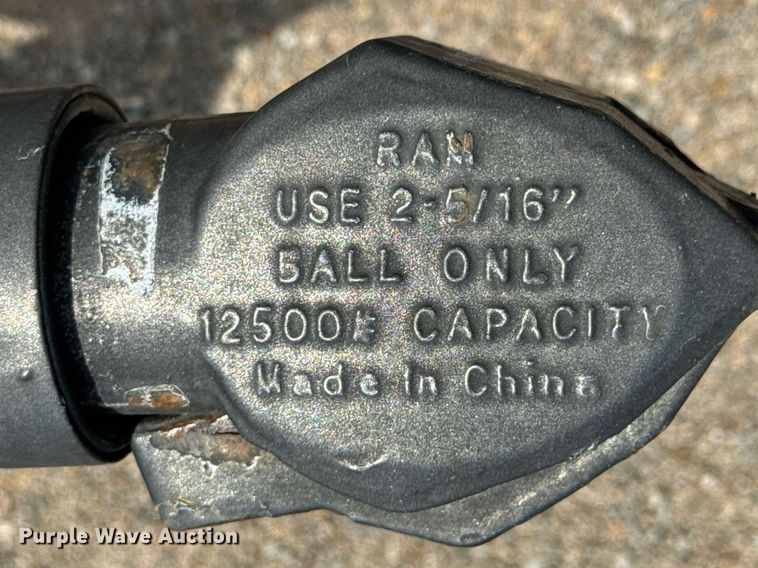 RAM
USE 2-5/16"
BALL ONLY
12500# CAPACITY
Made In China
Purple Wave Auction